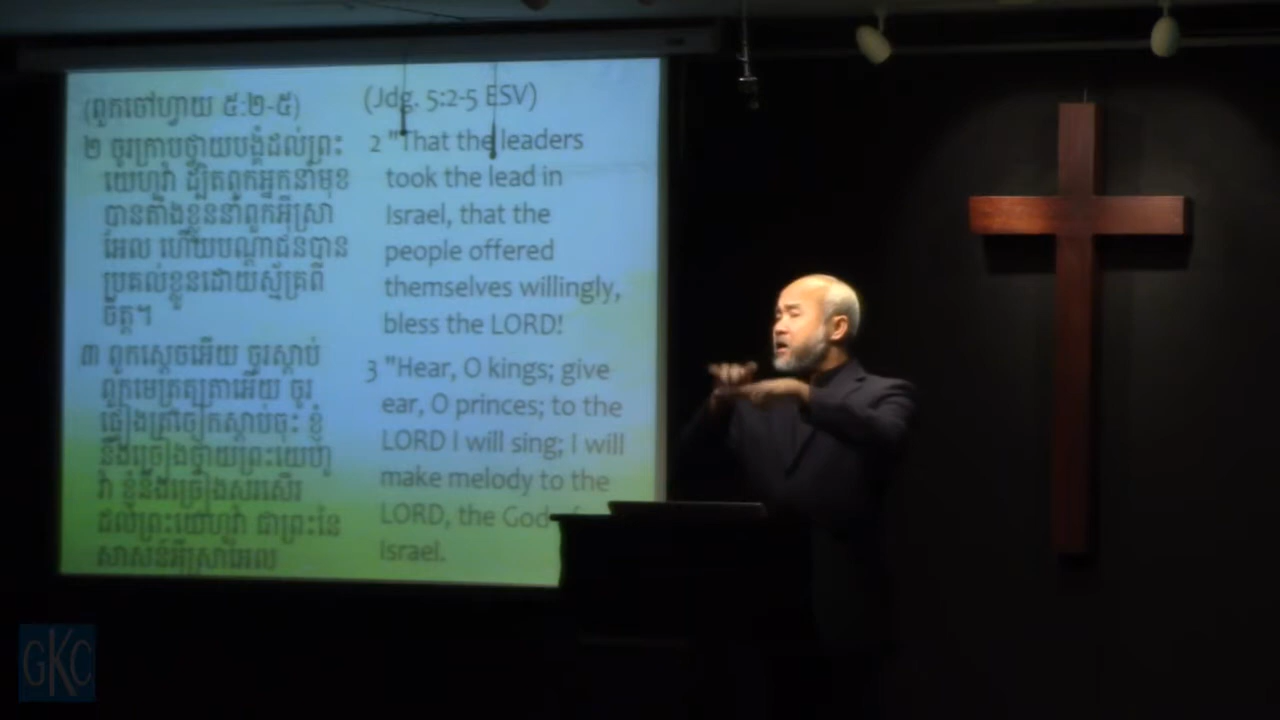 (ពួកចៅហ្វាយ ៥:២-៥)
២ ចូរក្រាបថ្វាយបង្គំដល់ព្រះ
យេហូវ៉ា ដ្បិតពួកអ្នកនាំមុខ
បានតាំងខ្លួននាំពួកអ៊ីស្រា
អែល ហើយបណ្តាជនបាន
ប្រគល់ខ្លួនដោយស្ម័គ្រពី
ចិត្ត។
៣ ពួកស្តេចអើយ ចូរស្តាប់
ពួកមេត្រួតត្រាអើយ ចូរ
ផ្ទៀងត្រចៀកស្តាប់ចុះ ខ្ញុំ
នឹងច្រៀងថ្វាយព្រះយេហូ
វ៉ា ខ្ញុំនឹងច្រៀងសរសើរ
ដល់ព្រះយេហូវ៉ា ជាព្រះនៃ
សាសន៍អ៊ីស្រាអែល
(Jdg. 5:2-5 ESV)
2 "That the leaders
took the lead in
Israel, that the
people offered
themselves willingly,
bless the LORD!
3 "Hear, O kings; give
ear, O princes; to the
LORD I will sing; I will
make melody to the
LORD, the God
Israel.
GKC